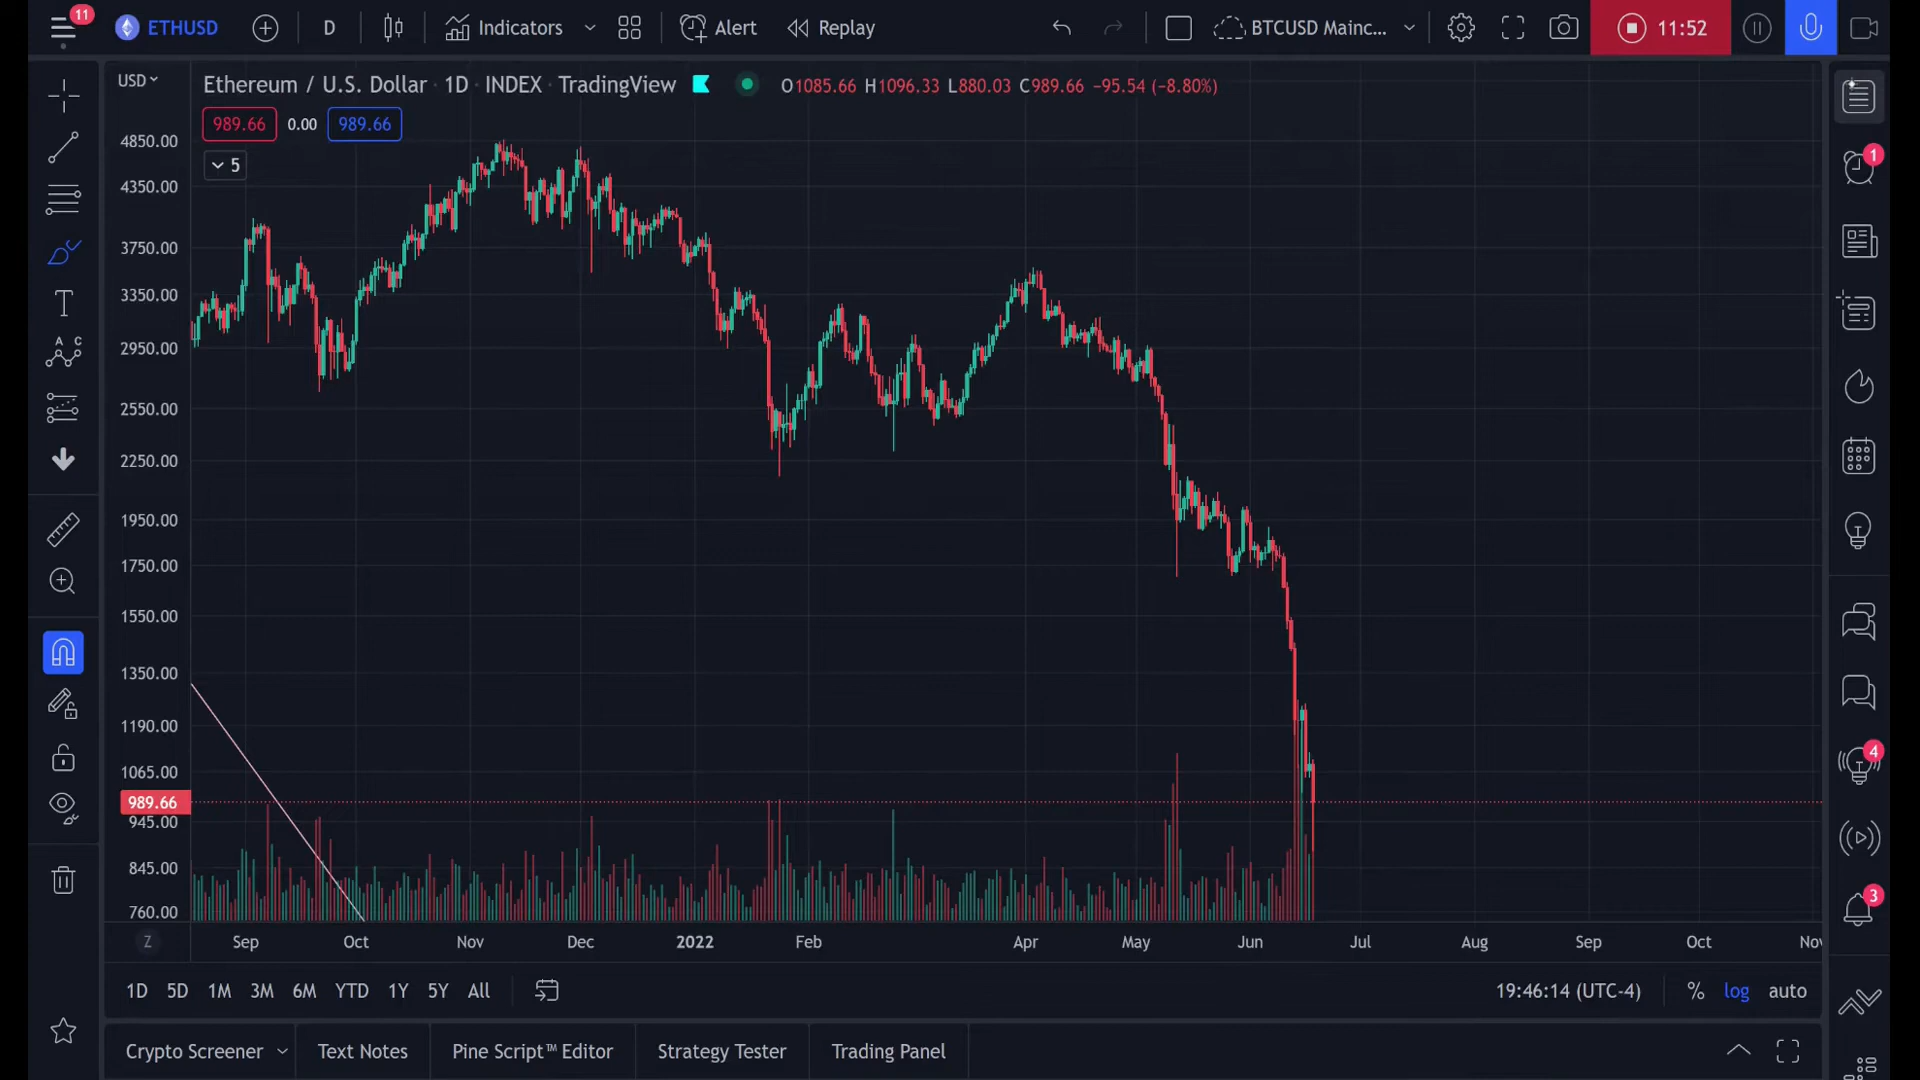 11
ETHUSD
D
Indicators
Alert
Replay
BTCUSD Mainc...
11:52
USD
Ethereum / U.S. Dollar · 1D · INDEX · TradingView
O1085.66 H1096.33 L880.03 C989.66 −95.54 (−8.80%)
989.66 0.00 989.66
5
4850.00
4350.00
3750.00
3350.00
2950.00
2550.00
2250.00
1950.00
1750.00
1550.00
1350.00
1190.00
1065.00
989.66
945.00
845.00
760.00
A C
T
1
4
3
Z
Sep Oct Nov Dec 2022 Feb Apr May Jun Jul Aug Sep Oct Nov
1D 5D 1M 3M 6M YTD 1Y 5Y All
19:46:14 (UTC-4) % log auto
Crypto Screener Text Notes Pine Script™ Editor Strategy Tester Trading Panel